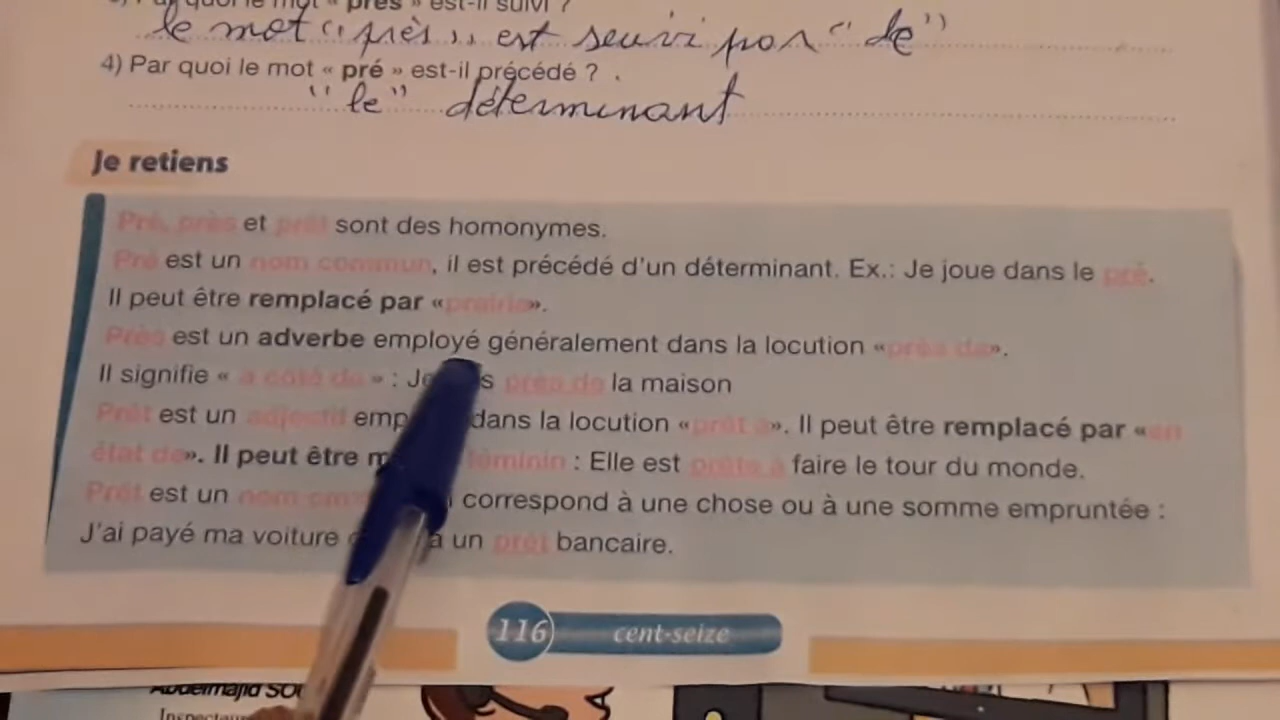 le mot "près" est suivi par "de"
4) Par quoi le mot « pré » est-il précédé ?
"le" déterminant
Je retiens
Pré, près et prêt sont des homonymes.
Pré est un nom commun, il est précédé d'un déterminant. Ex.: Je joue dans le pré.
Il peut être remplacé par «prairie».
Près est un adverbe employé généralement dans la locution «près de».
Il signifie « a côté de » : près de la maison
Prêt est un adjectif dans la locution «prêt à». Il peut être remplacé par «en
état de». Il peut être féminin : Elle est prête à faire le tour du monde.
Prêt est un nom correspond à une chose ou à une somme empruntée :
J'ai payé ma voiture un prêt bancaire.
116 cent-seize
Abdelmajid